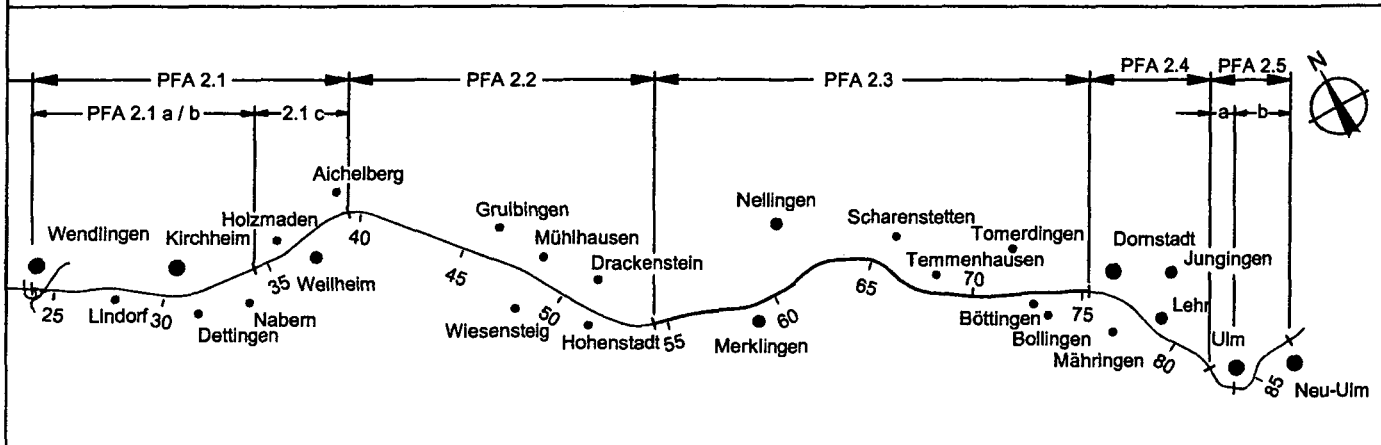 PFA 2.1
PFA 2.2
PFA 2.3
PFA 2.4
PFA 2.5
N
PFA 2.1 a / b
2.1 c
a
b
Aichelberg
Wendlingen
Kirchheim
Holzmaden
40
Gruibingen
Mühlhausen
Drackenstein
Nellingen
Scharenstetten
Tomerdingen
Temmenhausen
Dornstadt
Jungingen
25
Lindorf
30
Dettingen
Nabern
35
Weilheim
45
Wiesensteig
50
Hohenstadt
55
Merklingen
60
65
70
Böttingen
Bollingen
75
Mähringen
Lehr
80
Ulm
85
Neu-Ulm